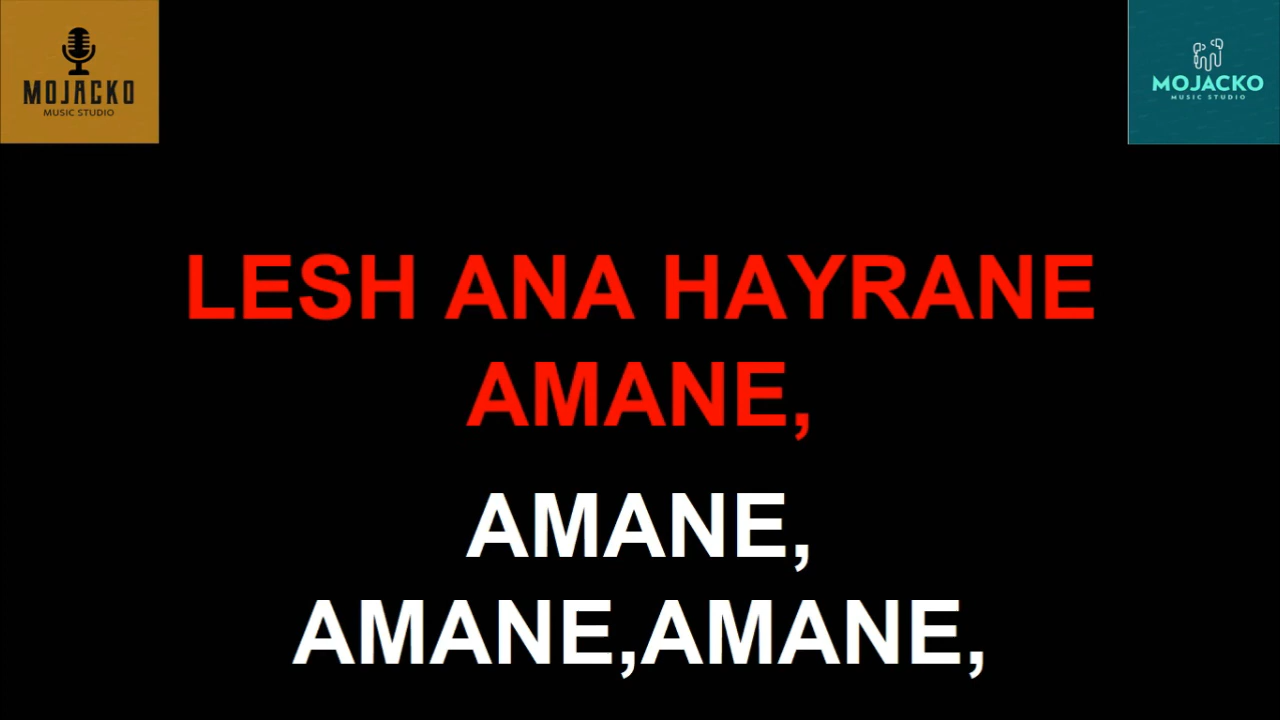 MOJACKO
MUSIC STUDIO
MOJACKO
MUSIC STUDIO
LESH ANA HAYRANE
AMANE,
AMANE,
AMANE,AMANE,